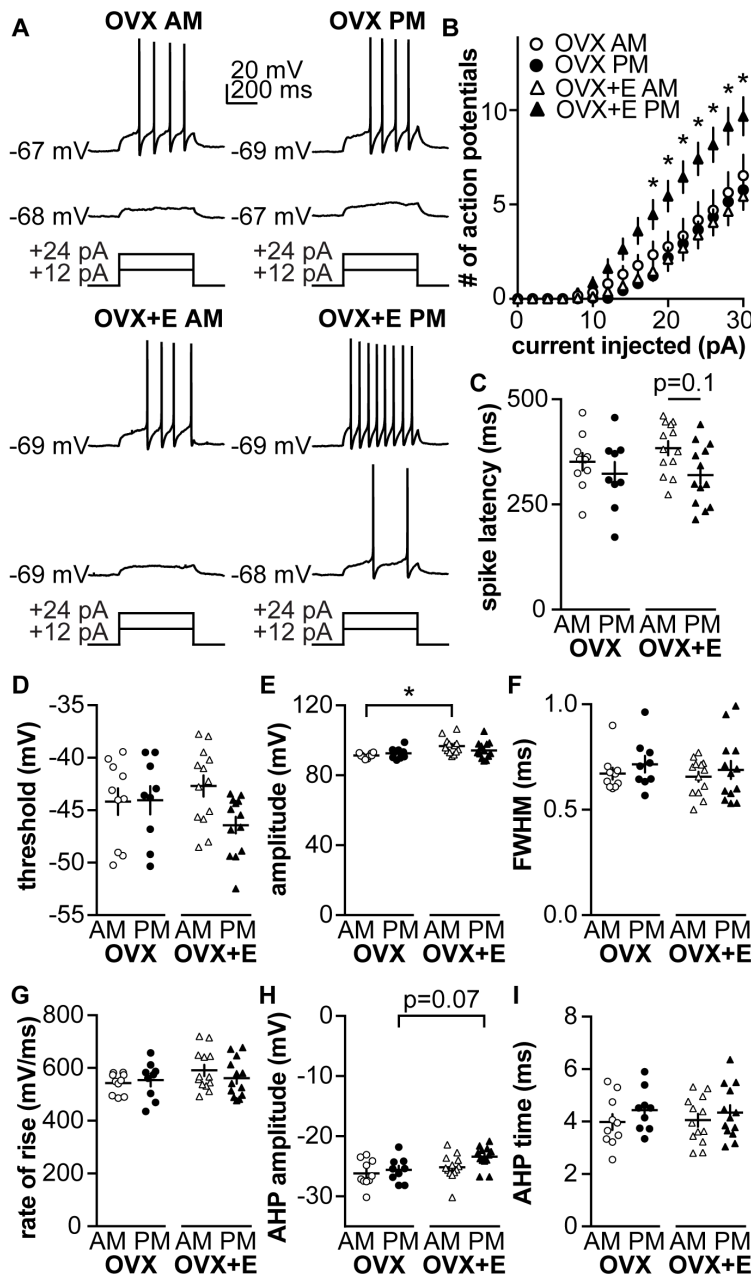 A
OVX AM
OVX PM
20 mV
200 ms
-67 mV
-69 mV
-68 mV
-67 mV
+24 pA
+12 pA
+24 pA
+12 pA
OVX+E AM
OVX+E PM
-69 mV
-69 mV
-69 mV
-68 mV
+24 pA
+12 pA
+24 pA
+12 pA
B
OVX AM
OVX PM
OVX+E AM
OVX+E PM
* * * * * * *
# of action potentials
10
5
0
0 10 20 30
current injected (pA)
C
p=0.1
spike latency (ms)
500
250
0
AM PM AM PM
OVX OVX+E
D
threshold (mV)
-35
-40
-45
-50
-55
AM PM AM PM
OVX OVX+E
E
*
amplitude (mV)
120
80
40
0
AM PM AM PM
OVX OVX+E
F
FWHM (ms)
1.0
0.5
0.0
AM PM AM PM
OVX OVX+E
G
rate of rise (mV/ms)
800
600
400
200
0
AM PM AM PM
OVX OVX+E
H
p=0.07
AHP amplitude (mV)
0
-10
-20
-30
AM PM AM PM
OVX OVX+E
I
AHP time (ms)
8
6
4
2
0
AM PM AM PM
OVX OVX+E